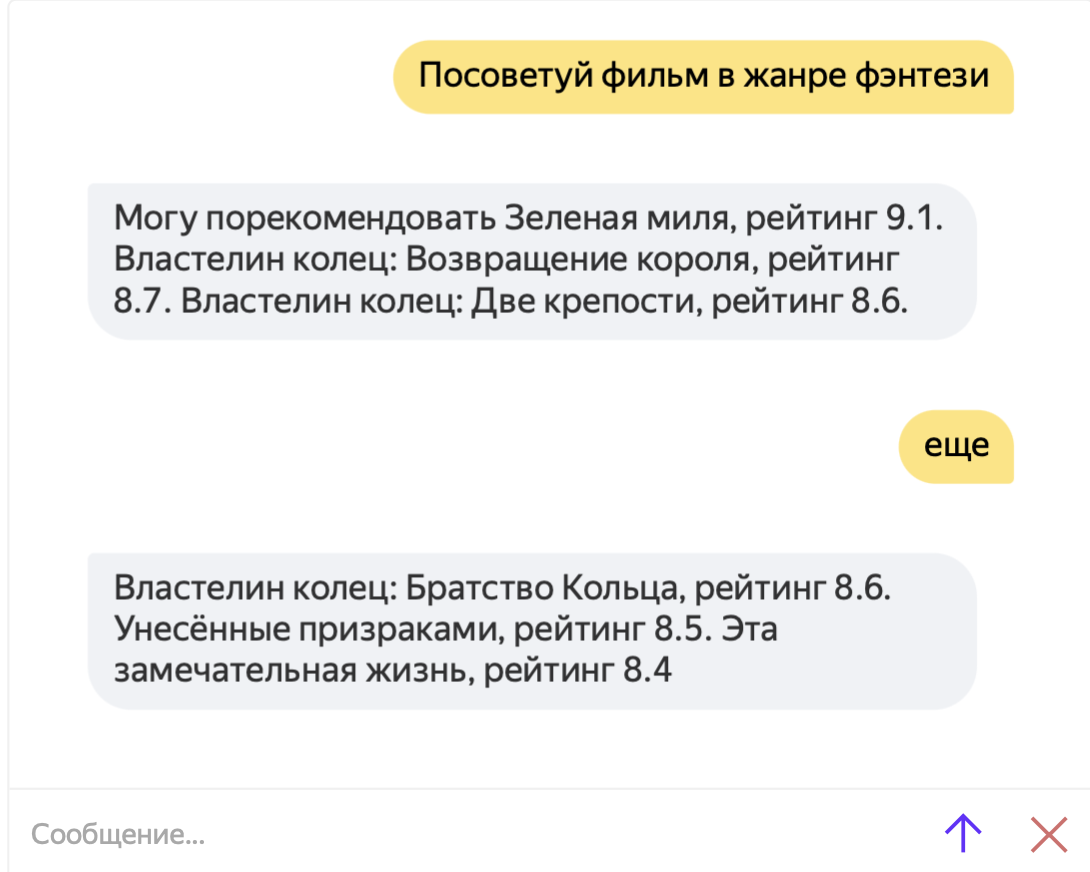 Посоветуй фильм в жанре фэнтези
Могу порекомендовать Зеленая миля, рейтинг 9.1.
Властелин колец: Возвращение короля, рейтинг
8.7. Властелин колец: Две крепости, рейтинг 8.6.
еще
Властелин колец: Братство Кольца, рейтинг 8.6.
Унесённые призраками, рейтинг 8.5. Эта
замечательная жизнь, рейтинг 8.4
Сообщение...